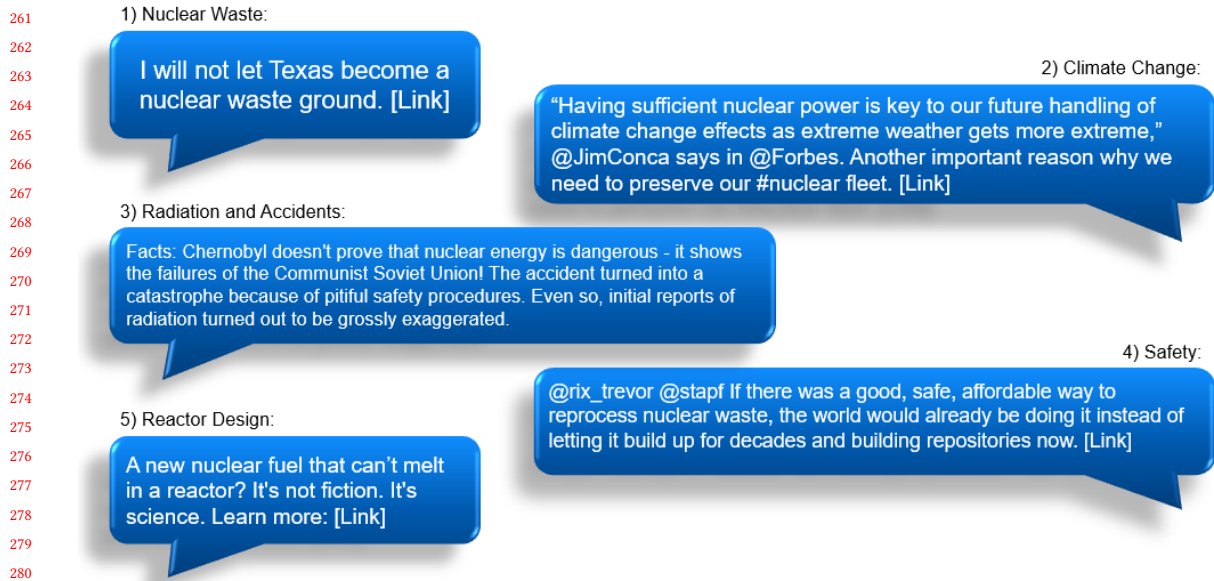 261
262
263
264
265
266
267
268
269
270
271
272
273
274
275
276
277
278
279
280
1) Nuclear Waste:
I will not let Texas become a
nuclear waste ground. [Link]
2) Climate Change:
“Having sufficient nuclear power is key to our future handling of
climate change effects as extreme weather gets more extreme,”
@JimConca says in @Forbes. Another important reason why we
need to preserve our #nuclear fleet. [Link]
3) Radiation and Accidents:
Facts: Chernobyl doesn't prove that nuclear energy is dangerous - it shows
the failures of the Communist Soviet Union! The accident turned into a
catastrophe because of pitiful safety procedures. Even so, initial reports of
radiation turned out to be grossly exaggerated.
4) Safety:
@rix_trevor @stapf If there was a good, safe, affordable way to
reprocess nuclear waste, the world would already be doing it instead of
letting it build up for decades and building repositories now. [Link]
5) Reactor Design:
A new nuclear fuel that can’t melt
in a reactor? It's not fiction. It's
science. Learn more: [Link]